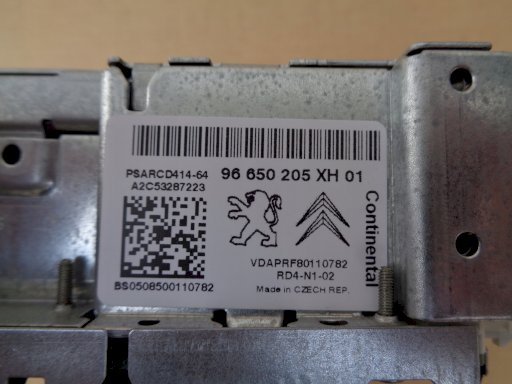 PSARCD414-64 96 650 205 XH 01
A2C53287223
Continental
VDAPRF80110782
RD4-N1-02
BS0508500110782 Made in CZECH REP.